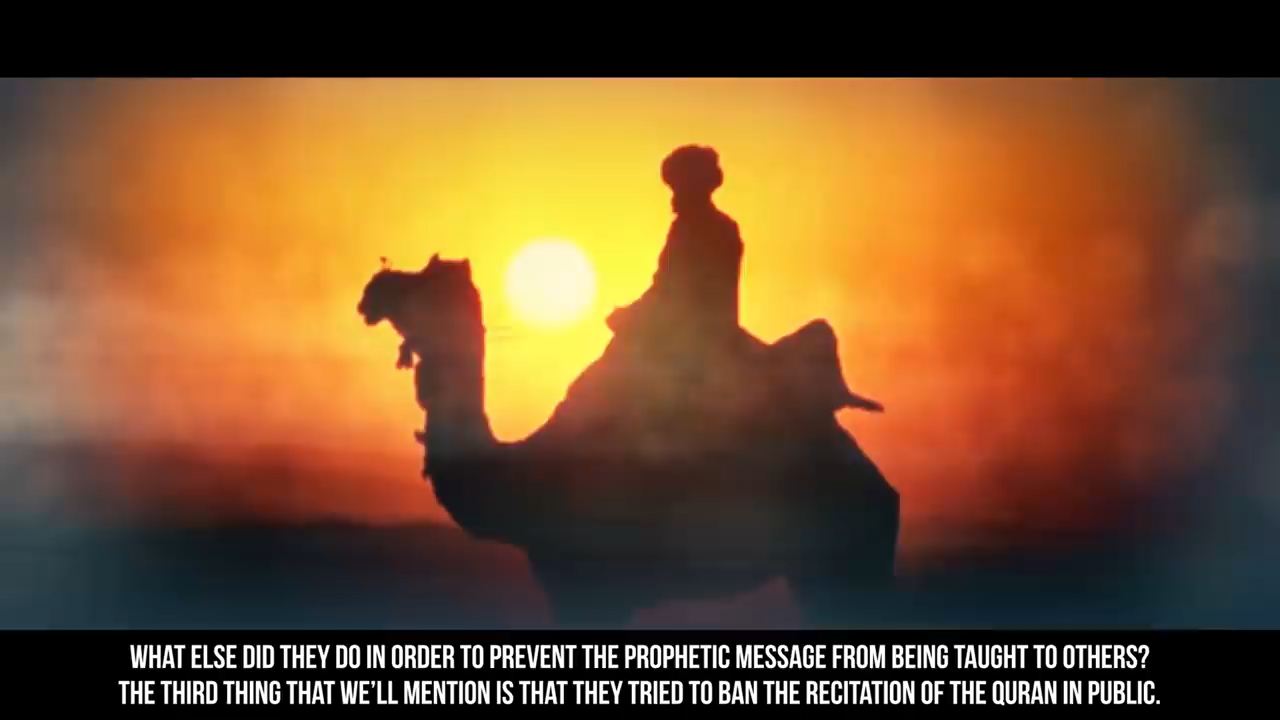 WHAT ELSE DID THEY DO IN ORDER TO PREVENT THE PROPHETIC MESSAGE FROM BEING TAUGHT TO OTHERS?
THE THIRD THING THAT WE’LL MENTION IS THAT THEY TRIED TO BAN THE RECITATION OF THE QURAN IN PUBLIC.